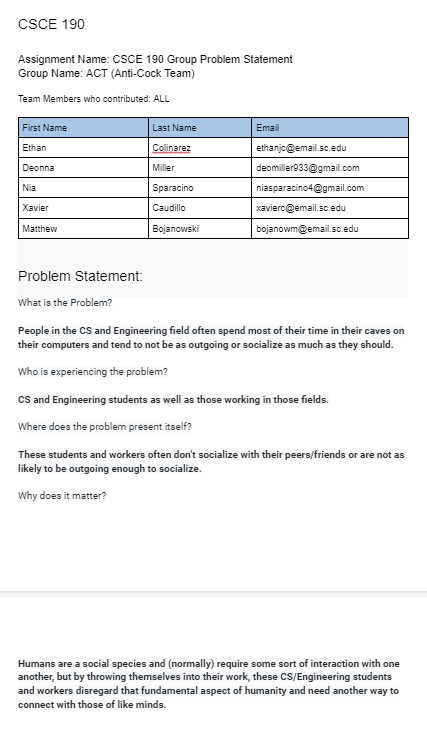 CSCE 190
Assignment Name: CSCE 190 Group Problem Statement
Group Name: ACT (Anti-Cock Team)
Team Members who contributed: ALL
First Name Last Name Email
Ethan Colinarez ethanjc@email.sc.edu
Deonna Miller deomiller933@gmail.com
Nia Sparacino niasparacino4@gmail.com
Xavier Caudillo xavierc@email.sc.edu
Matthew Bojanowski bojanowm@email.sc.edu
Problem Statement:
What is the Problem?
People in the CS and Engineering field often spend most of their time in their caves on
their computers and tend to not be as outgoing or socialize as much as they should.
Who is experiencing the problem?
CS and Engineering students as well as those working in those fields.
Where does the problem present itself?
These students and workers often don't socialize with their peers/friends or are not as
likely to be outgoing enough to socialize.
Why does it matter?
Humans are a social species and (normally) require some sort of interaction with one
another, but by throwing themselves into their work, these CS/Engineering students
and workers disregard that fundamental aspect of humanity and need another way to
connect with those of like minds.